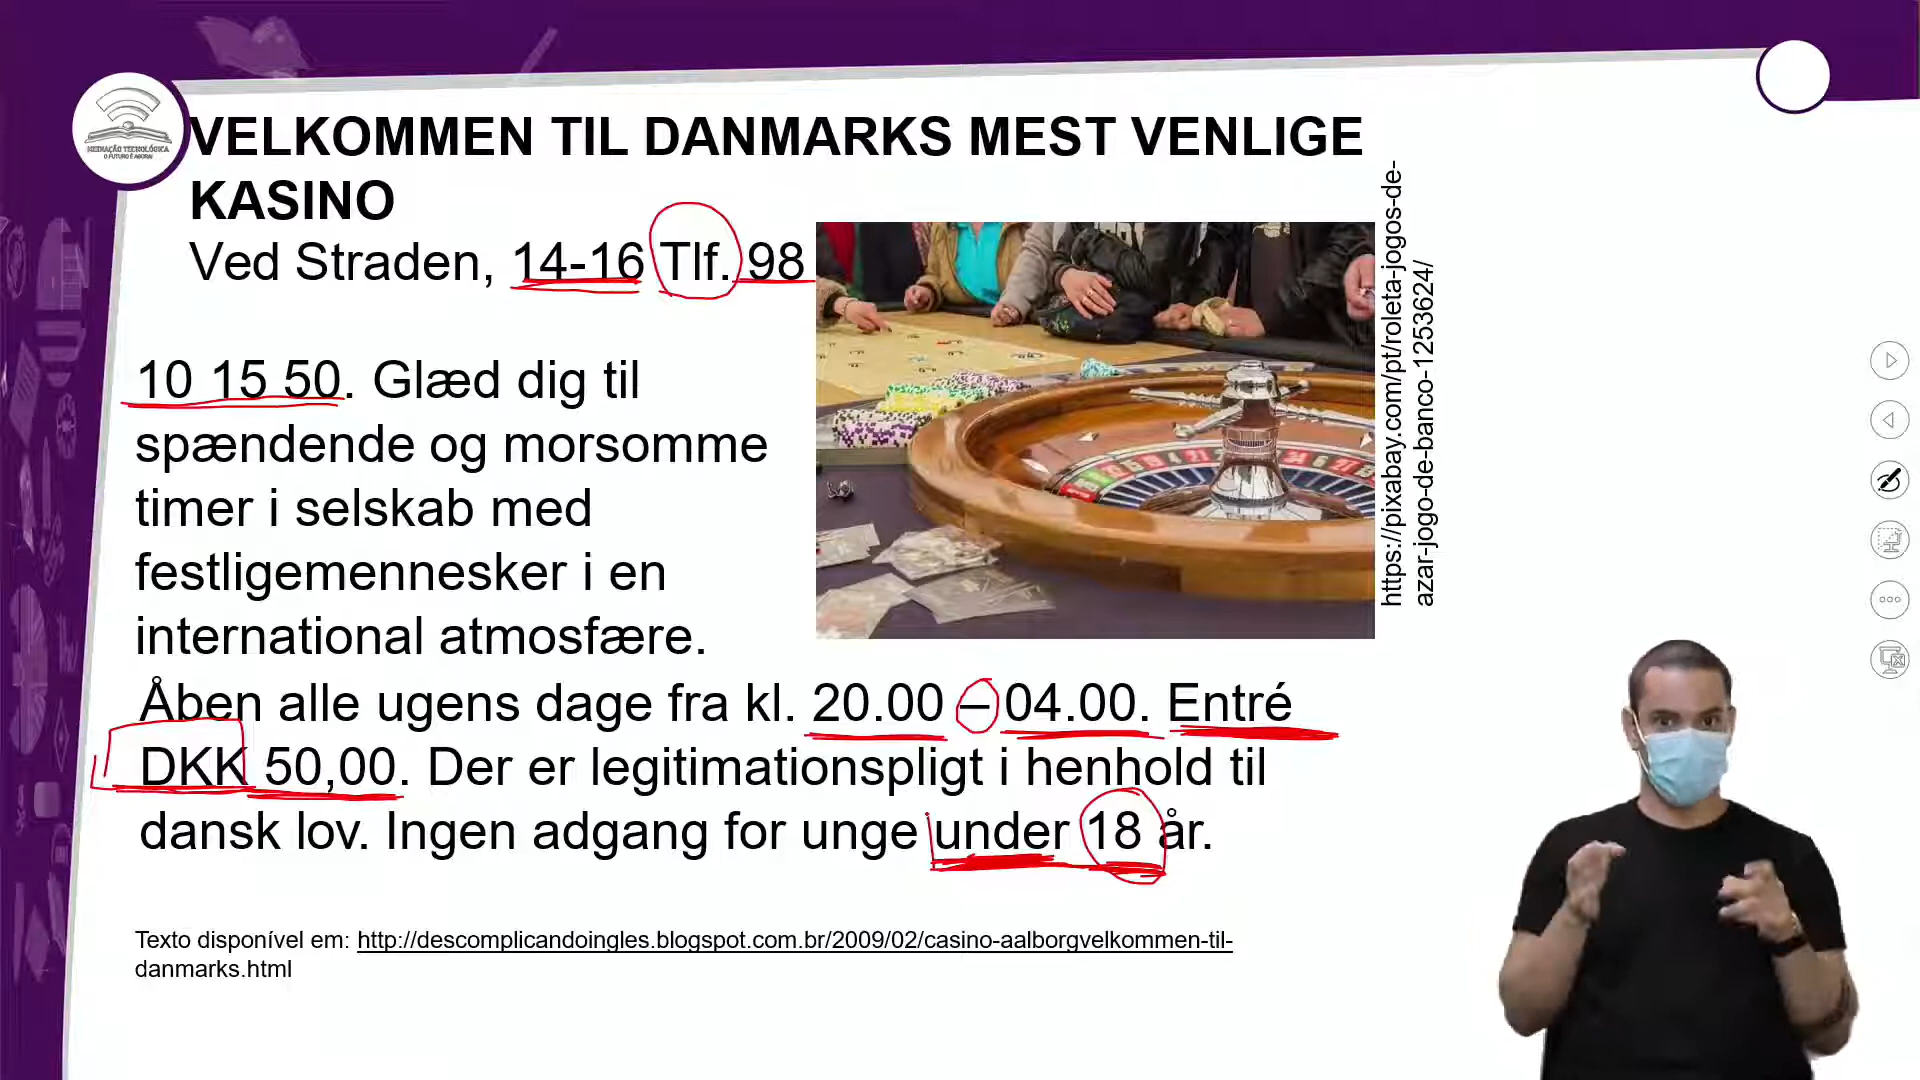 MEDIAÇÃO TECNOLÓGICA
O FUTURO É AGORA!
VELKOMMEN TIL DANMARKS MEST VENLIGE
KASINO
Ved Straden, 14-16 Tlf. 98
10 15 50. Glæd dig til
spændende og morsomme
timer i selskab med
festligemennesker i en
international atmosfære.
Åben alle ugens dage fra kl. 20.00 – 04.00. Entré
DKK 50,00. Der er legitimationspligt i henhold til
dansk lov. Ingen adgang for unge under 18 år.
https://pixabay.com/pt/roleta-jogos-de-
azar-jogo-de-banco-1253624/
Texto disponível em: http://descomplicandoingles.blogspot.com.br/2009/02/casino-aalborgvelkommen-til-
danmarks.html